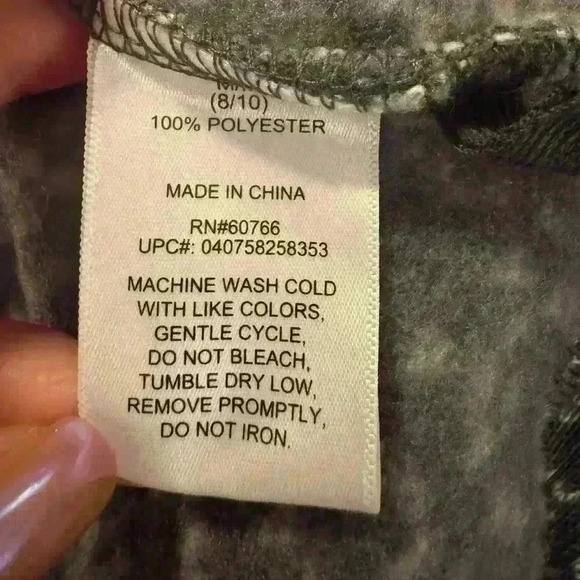 (8/10)
100% POLYESTER
MADE IN CHINA
RN#60766
UPC#: 040758258353
MACHINE WASH COLD
WITH LIKE COLORS,
GENTLE CYCLE,
DO NOT BLEACH,
TUMBLE DRY LOW,
REMOVE PROMPTLY,
DO NOT IRON.